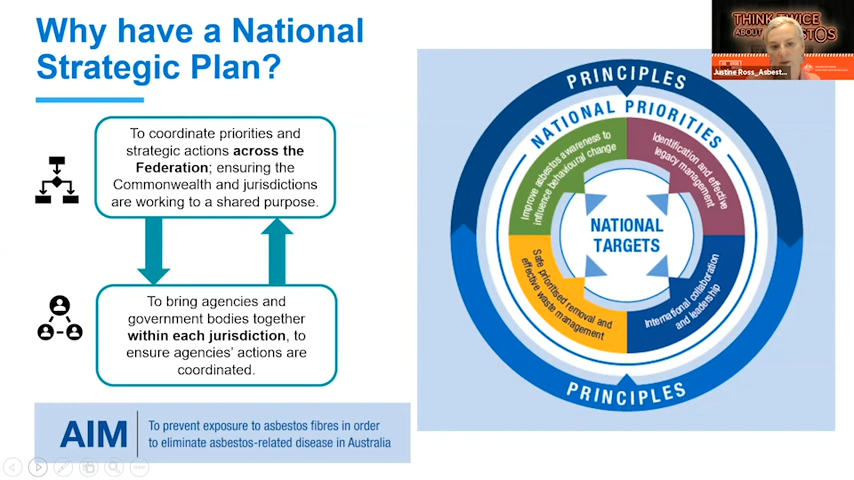 Why have a National
Strategic Plan?
To coordinate priorities and
strategic actions across the
Federation; ensuring the
Commonwealth and jurisdictions
are working to a shared purpose.
To bring agencies and
government bodies together
within each jurisdiction, to
ensure agencies' actions are
coordinated.
AIM
To prevent exposure to asbestos fibres in order
to eliminate asbestos-related disease in Australia
PRINCIPLES
NATIONAL PRIORITIES
Improve asbestos awareness to
influence behavioural change
Identification and effective
legacy management
NATIONAL
TARGETS
Safe prioritised removal and
effective waste management
International collaboration
and leadership
PRINCIPLES
THINK TWICE
ABOUT
Justine Ross_Asbest...